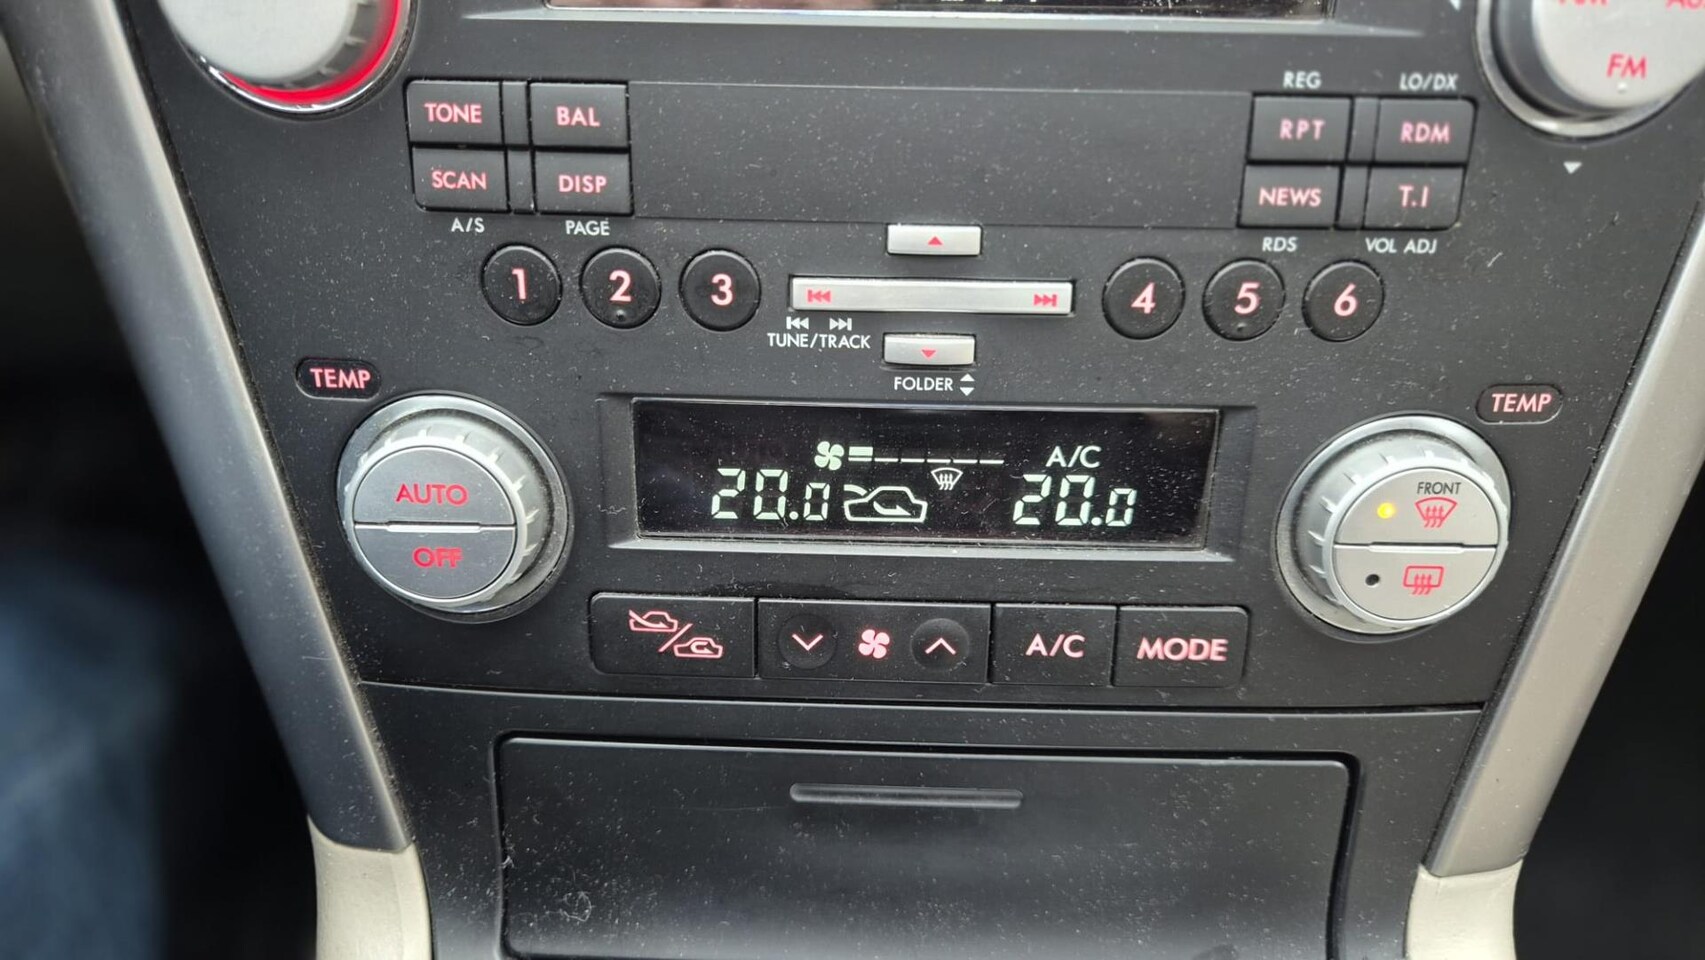 FM
REG LO/DX
TONE BAL RPT RDM
SCAN DISP NEWS T.I
A/S PAGE RDS VOL ADJ
1 2 3 4 5 6
TUNE/TRACK
FOLDER
TEMP TEMP
A/C
20.0 20.0
AUTO
OFF
FRONT
A/C MODE